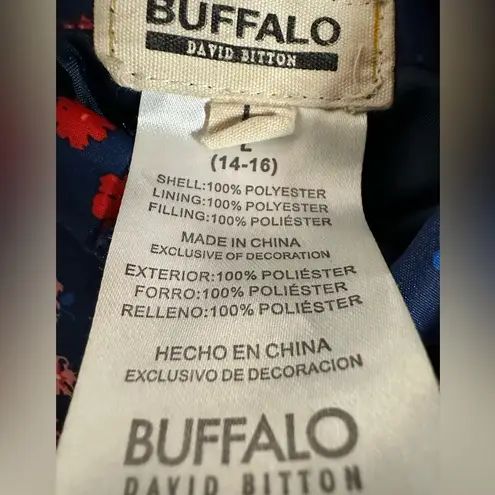 BUFFALO
DAVID BITTON
L
(14-16)
SHELL:100% POLYESTER
LINING:100% POLYESTER
FILLING:100% POLIÉSTER
MADE IN CHINA
EXCLUSIVE OF DECORATION
EXTERIOR:100% POLIÉSTER
FORRO:100% POLIÉSTER
RELLENO:100% POLIÉSTER
HECHO EN CHINA
EXCLUSIVO DE DECORACION
BUFFALO
DAVID BITTON